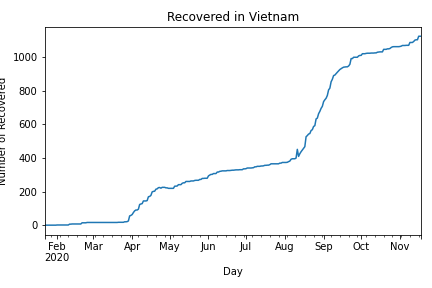 Recovered in Vietnam
Number of Recovered
1000
800
600
400
200
0
Feb Mar Apr May Jun Jul Aug Sep Oct Nov
2020
Day